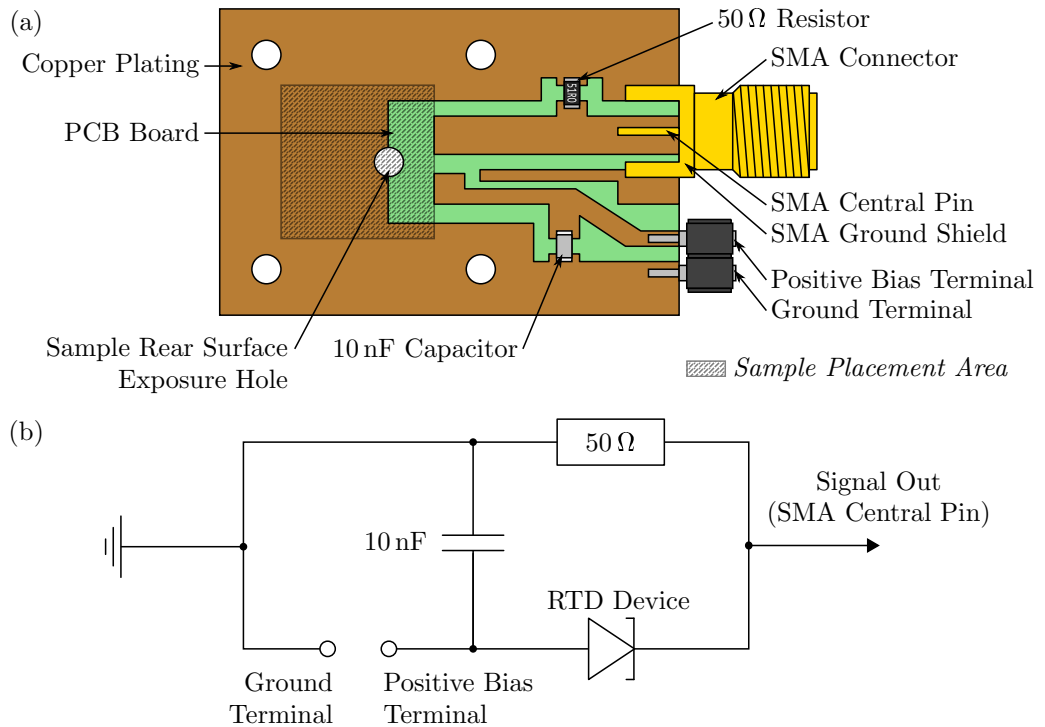 (a)
50 Ω Resistor
Copper Plating
SMA Connector
51R0
PCB Board
SMA Central Pin
SMA Ground Shield
Positive Bias Terminal
Ground Terminal
Sample Rear Surface
Exposure Hole
10 nF Capacitor
Sample Placement Area
(b)
50 Ω
Signal Out
(SMA Central Pin)
10 nF
RTD Device
Ground
Terminal
Positive Bias
Terminal